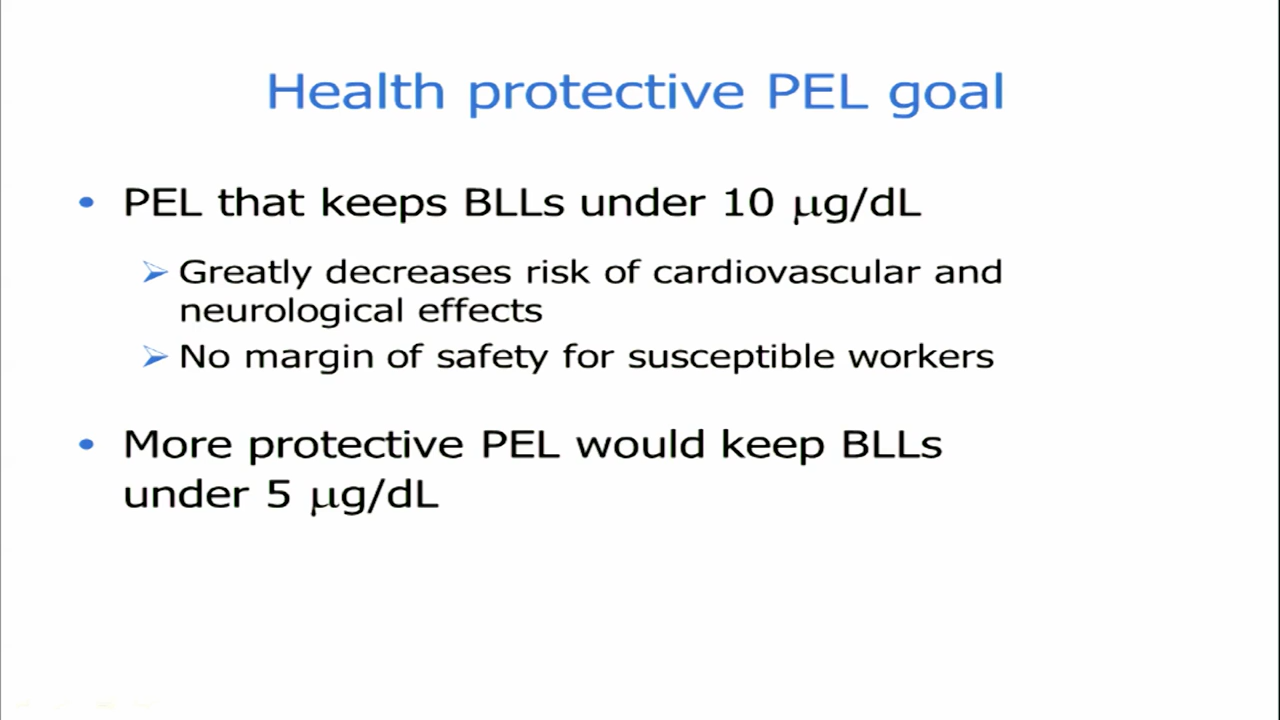 Health protective PEL goal
• PEL that keeps BLLs under 10 μg/dL
➢ Greatly decreases risk of cardiovascular and
neurological effects
➢ No margin of safety for susceptible workers
• More protective PEL would keep BLLs
under 5 μg/dL